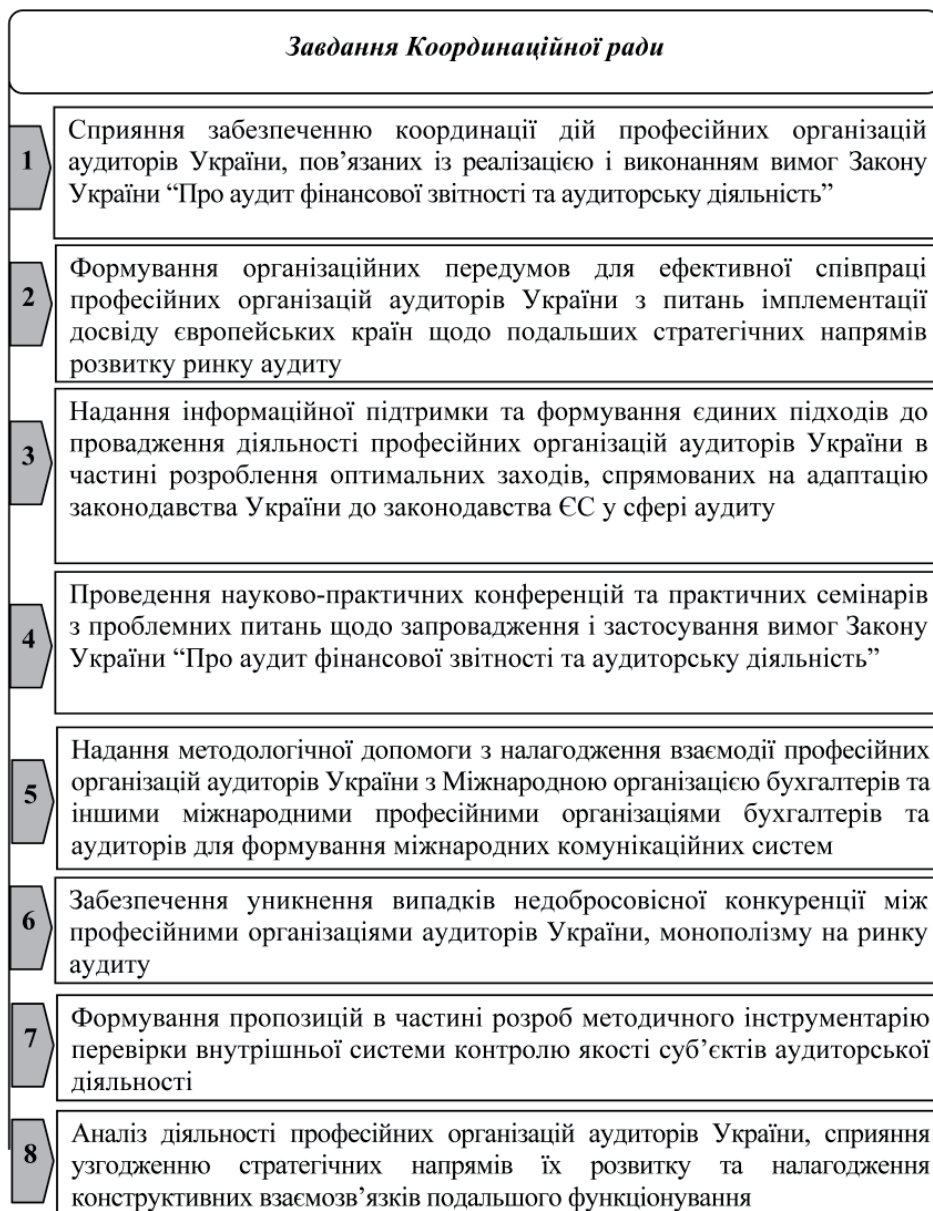 Завдання Координаційної ради
1
Сприяння забезпеченню координації дій професійних організацій
аудиторів України, пов’язаних із реалізацією і виконанням вимог Закону
України “Про аудит фінансової звітності та аудиторську діяльність”
2
Формування організаційних передумов для ефективної співпраці
професійних організацій аудиторів України з питань імплементації
досвіду європейських країн щодо подальших стратегічних напрямів
розвитку ринку аудиту
3
Надання інформаційної підтримки та формування єдиних підходів до
провадження діяльності професійних організацій аудиторів України в
частині розроблення оптимальних заходів, спрямованих на адаптацію
законодавства України до законодавства ЄС у сфері аудиту
4
Проведення науково-практичних конференцій та практичних семінарів
з проблемних питань щодо запровадження і застосування вимог Закону
України “Про аудит фінансової звітності та аудиторську діяльність”
5
Надання методологічної допомоги з налагодження взаємодії професійних
організацій аудиторів України з Міжнародною організацією бухгалтерів та
іншими міжнародними професійними організаціями бухгалтерів та
аудиторів для формування міжнародних комунікаційних систем
6
Забезпечення уникнення випадків недобросовісної конкуренції між
професійними організаціями аудиторів України, монополізму на ринку
аудиту
7
Формування пропозицій в частині розроб методичного інструментарію
перевірки внутрішньої системи контролю якості суб’єктів аудиторської
діяльності
8
Аналіз діяльності професійних організацій аудиторів України, сприяння
узгодженню стратегічних напрямів їх розвитку та налагодження
конструктивних взаємозв’язків подальшого функціонування